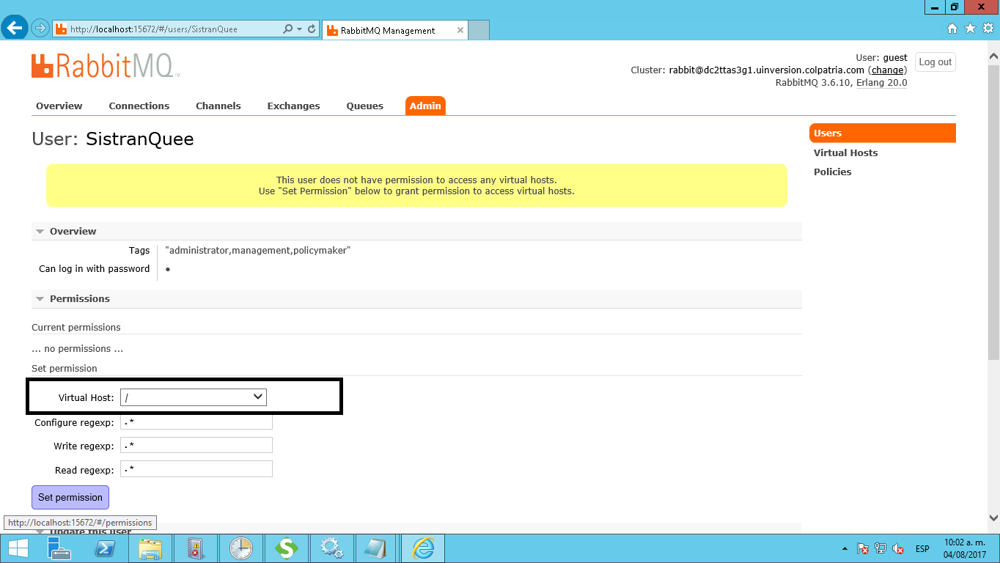 http://localhost:15672/#/users/SistranQuee
RabbitMQ Management
RabbitMQ TM
User: guest
Log out
Cluster: rabbit@dc2ttas3g1.uinversion.colpatria.com (change)
RabbitMQ 3.6.10, Erlang 20.0
Overview Connections Channels Exchanges Queues Admin
User: SistranQuee
Users
Virtual Hosts
Policies
This user does not have permission to access any virtual hosts.
Use "Set Permission" below to grant permission to access virtual hosts.
Overview
Tags "administrator,management,policymaker"
Can log in with password •
Permissions
Current permissions
... no permissions ...
Set permission
Virtual Host: /
Configure regexp: .*
Write regexp: .*
Read regexp: .*
Set permission
http://localhost:15672/#/permissions
Update this user
ESP
10:02 a. m.
04/08/2017